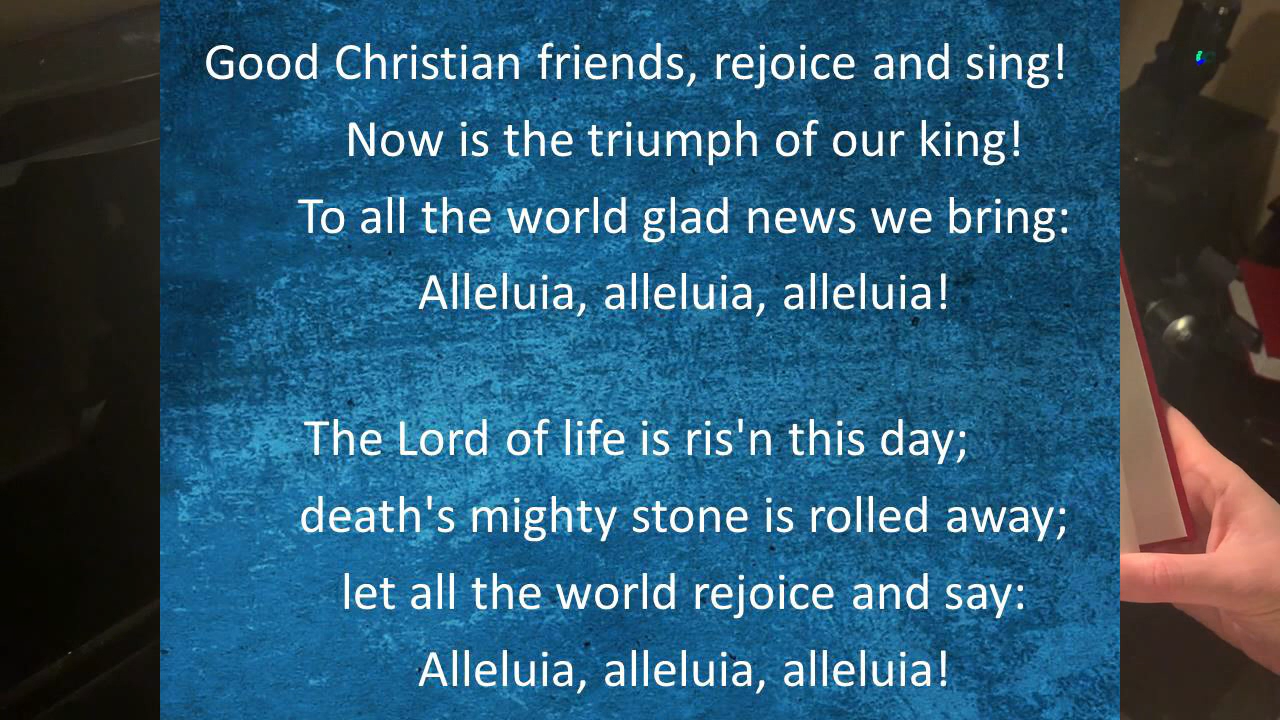 Good Christian friends, rejoice and sing!
Now is the triumph of our king!
To all the world glad news we bring:
Alleluia, alleluia, alleluia!
The Lord of life is ris'n this day;
death's mighty stone is rolled away;
let all the world rejoice and say:
Alleluia, alleluia, alleluia!